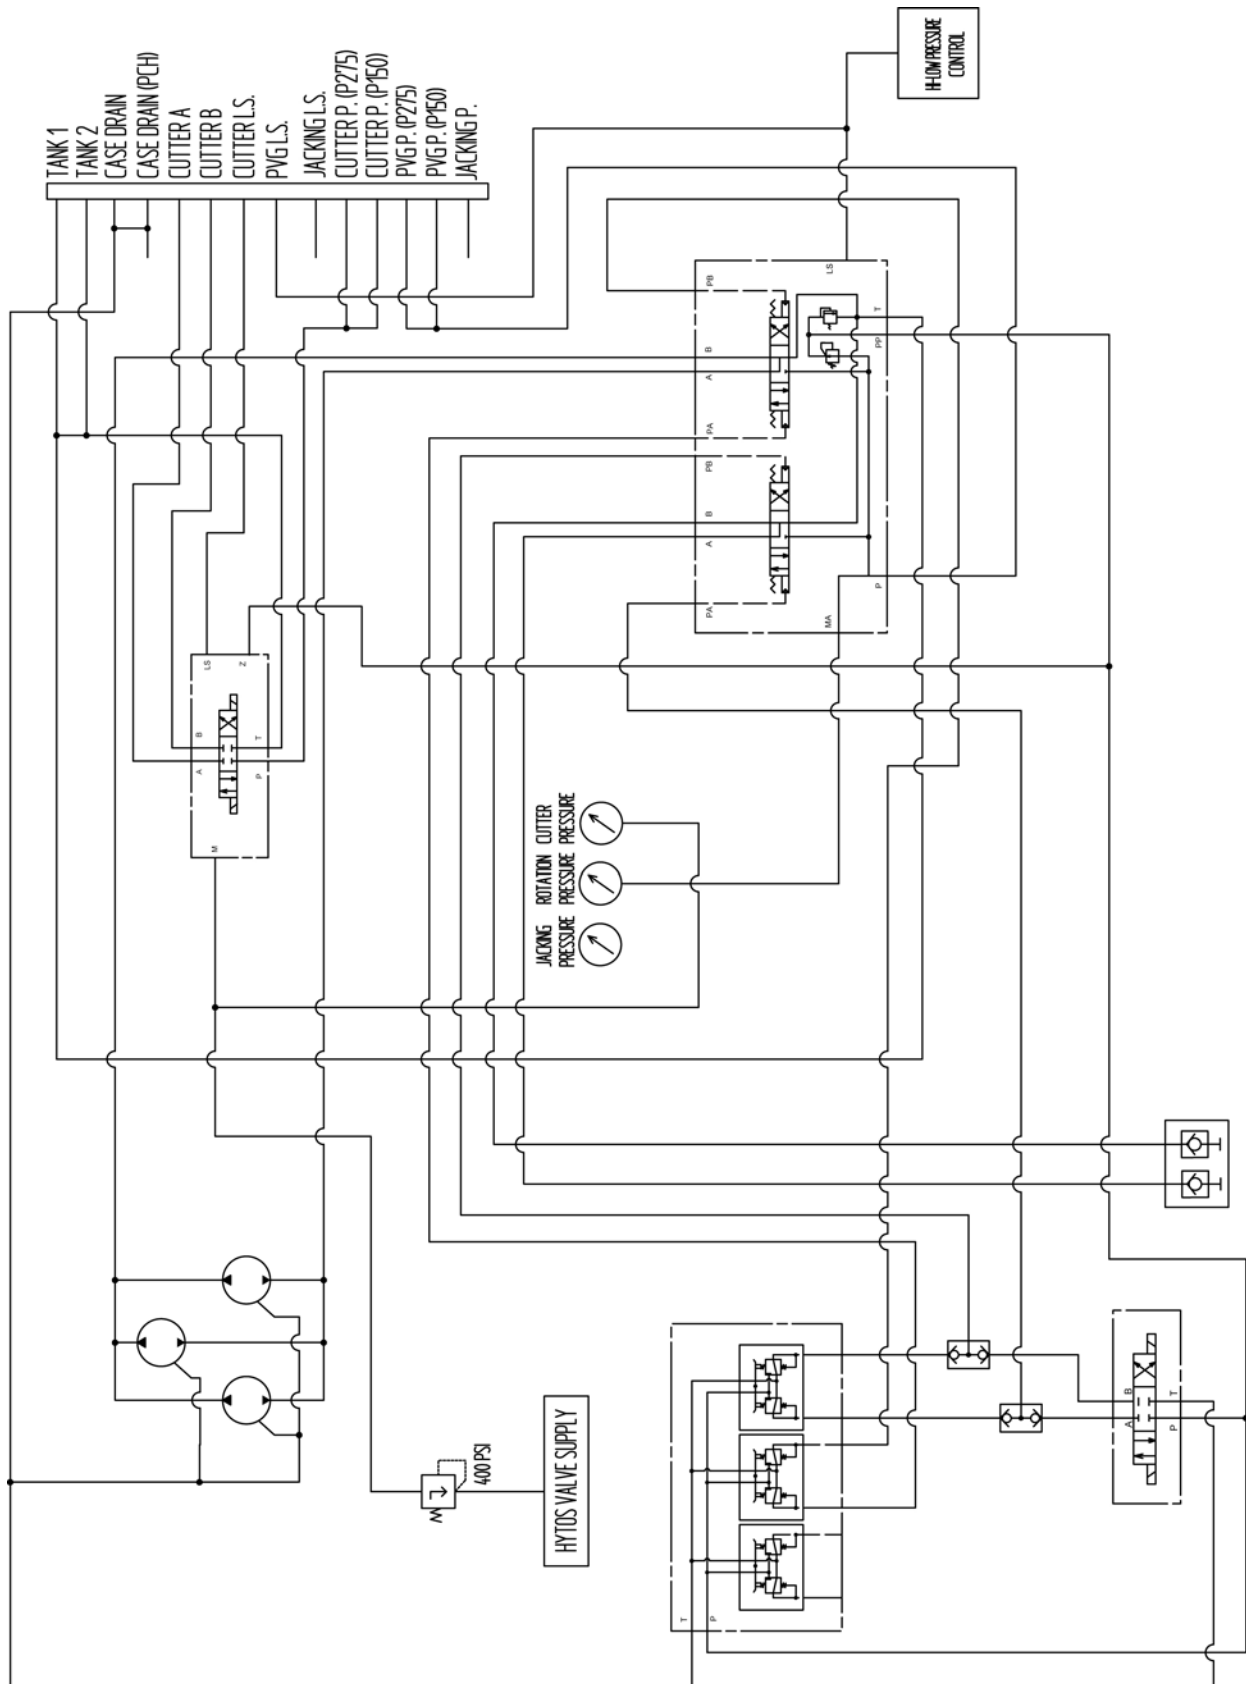 HI-LOW PRESSURE
CONTROL
TANK 1
TANK 2
CASE DRAIN
CASE DRAIN (PCH)
CUTTER A
CUTTER B
CUTTER L.S.
PVG L.S.
JACKING L.S.
CUTTER P. (P275)
CUTTER P. (P150)
PVG P. (P275)
PVG P. (P150)
JACKING P.
PB
LS
B
A
T
PP
PA
PB
B
A
PA
MA
P
LS
Z
B
A
T
P
M
JACKING
PRESSURE
ROTATION
PRESSURE
CUTTER
PRESSURE
400 PSI
HYTOS VALVE SUPPLY
T
P
B
A
T
P